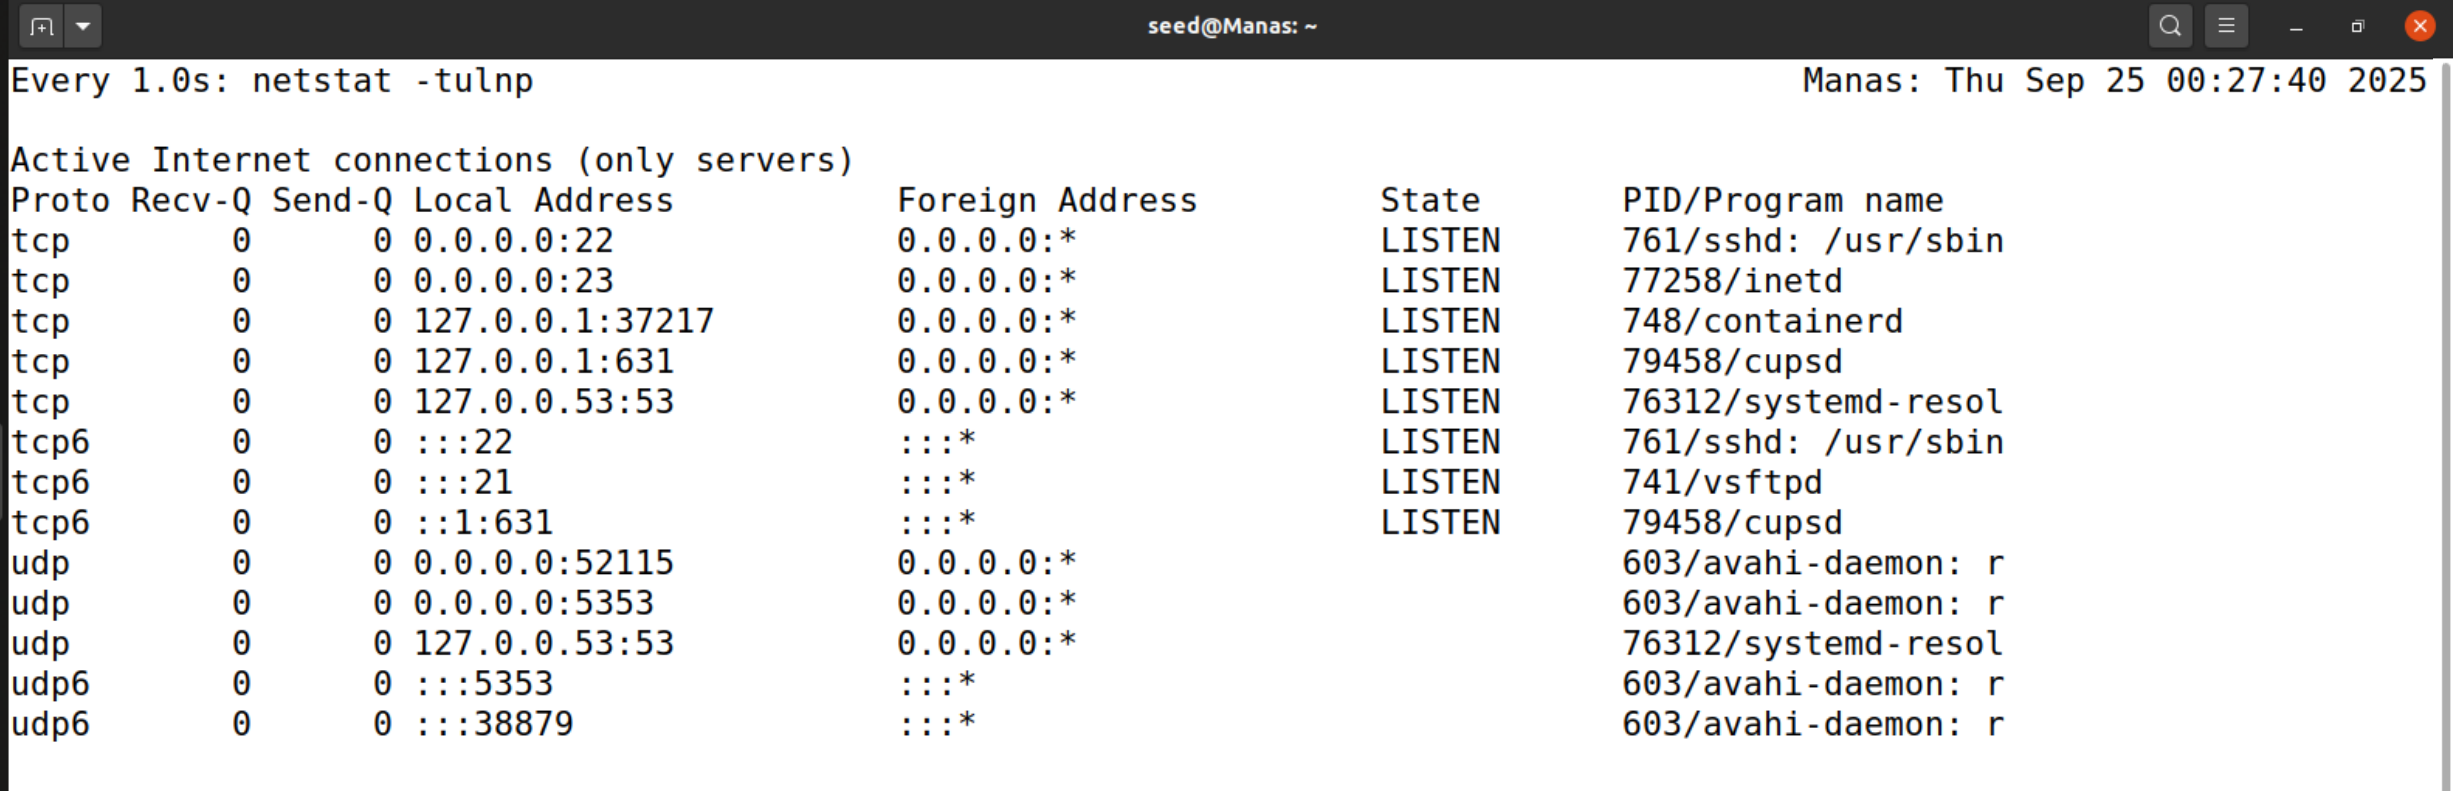 seed@Manas: ~
Every 1.0s: netstat -tulnp Manas: Thu Sep 25 00:27:40 2025
Active Internet connections (only servers)
Proto Recv-Q Send-Q Local Address Foreign Address State PID/Program name
tcp 0 0 0.0.0.0:22 0.0.0.0:* LISTEN 761/sshd: /usr/sbin
tcp 0 0 0.0.0.0:23 0.0.0.0:* LISTEN 77258/inetd
tcp 0 0 127.0.0.1:37217 0.0.0.0:* LISTEN 748/containerd
tcp 0 0 127.0.0.1:631 0.0.0.0:* LISTEN 79458/cupsd
tcp 0 0 127.0.0.53:53 0.0.0.0:* LISTEN 76312/systemd-resol
tcp6 0 0 :::22 :::* LISTEN 761/sshd: /usr/sbin
tcp6 0 0 :::21 :::* LISTEN 741/vsftpd
tcp6 0 0 ::1:631 :::* LISTEN 79458/cupsd
udp 0 0 0.0.0.0:52115 0.0.0.0:* 603/avahi-daemon: r
udp 0 0 0.0.0.0:5353 0.0.0.0:* 603/avahi-daemon: r
udp 0 0 127.0.0.53:53 0.0.0.0:* 76312/systemd-resol
udp6 0 0 :::5353 :::* 603/avahi-daemon: r
udp6 0 0 :::38879 :::* 603/avahi-daemon: r